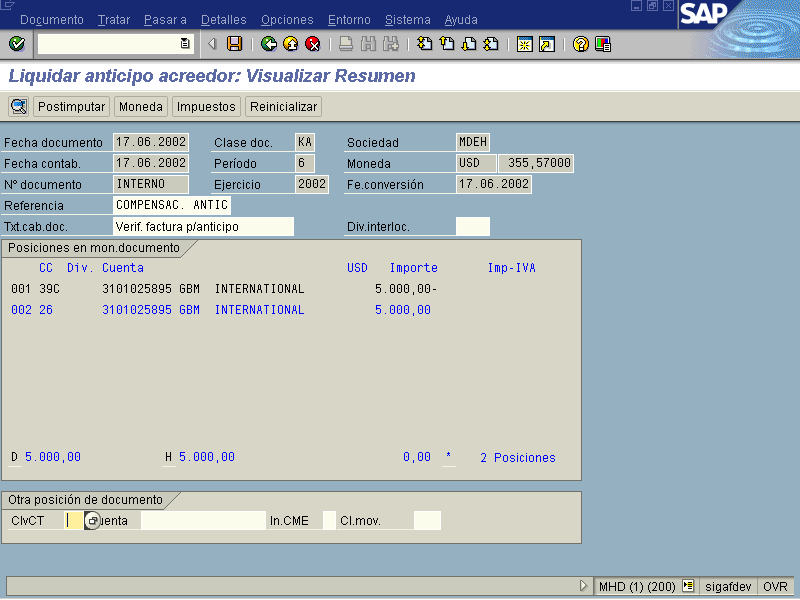 Documento Tratar Pasar a Detalles Opciones Entorno Sistema Ayuda
SAP
Liquidar anticipo acreedor: Visualizar Resumen
Postimputar Moneda Impuestos Reinicializar
Fecha documento 17.06.2002 Clase doc. KA Sociedad MDEH
Fecha contab. 17.06.2002 Período 6 Moneda USD 355,57000
Nº documento INTERNO Ejercicio 2002 Fe.conversión 17.06.2002
Referencia COMPENSAC. ANTIC
Txt.cab.doc. Verif. factura p/anticipo Div.interloc.
Posiciones en mon.documento
CC Div. Cuenta USD Importe Imp-IVA
001 39C 3101025895 GBM INTERNATIONAL 5.000,00-
002 26 3101025895 GBM INTERNATIONAL 5.000,00
D 5.000,00 H 5.000,00 0,00 * 2 Posiciones
Otra posición de documento
ClvCT uenta In.CME Cl.mov.
MHD (1) (200) sigafdev OVR